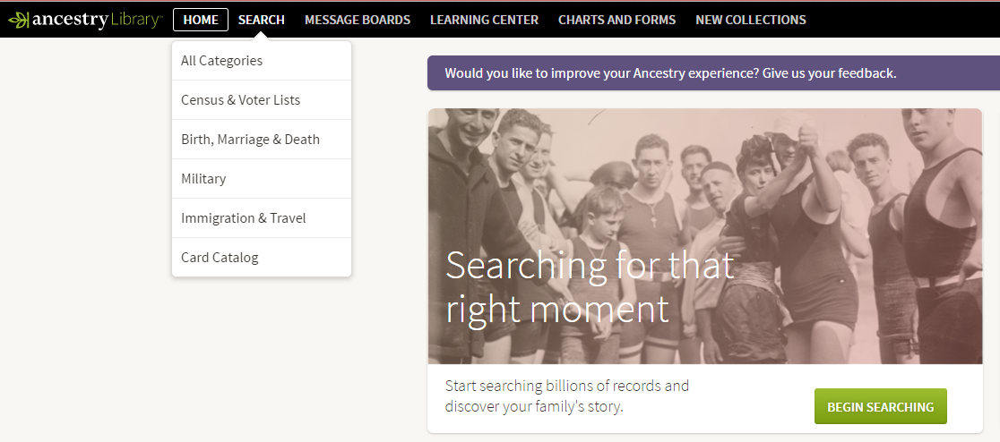 ancestryLibrary™ HOME SEARCH MESSAGE BOARDS LEARNING CENTER CHARTS AND FORMS NEW COLLECTIONS
All Categories
Census & Voter Lists
Birth, Marriage & Death
Military
Immigration & Travel
Card Catalog
Would you like to improve your Ancestry experience? Give us your feedback.
Searching for that
right moment
Start searching billions of records and
discover your family's story.
BEGIN SEARCHING